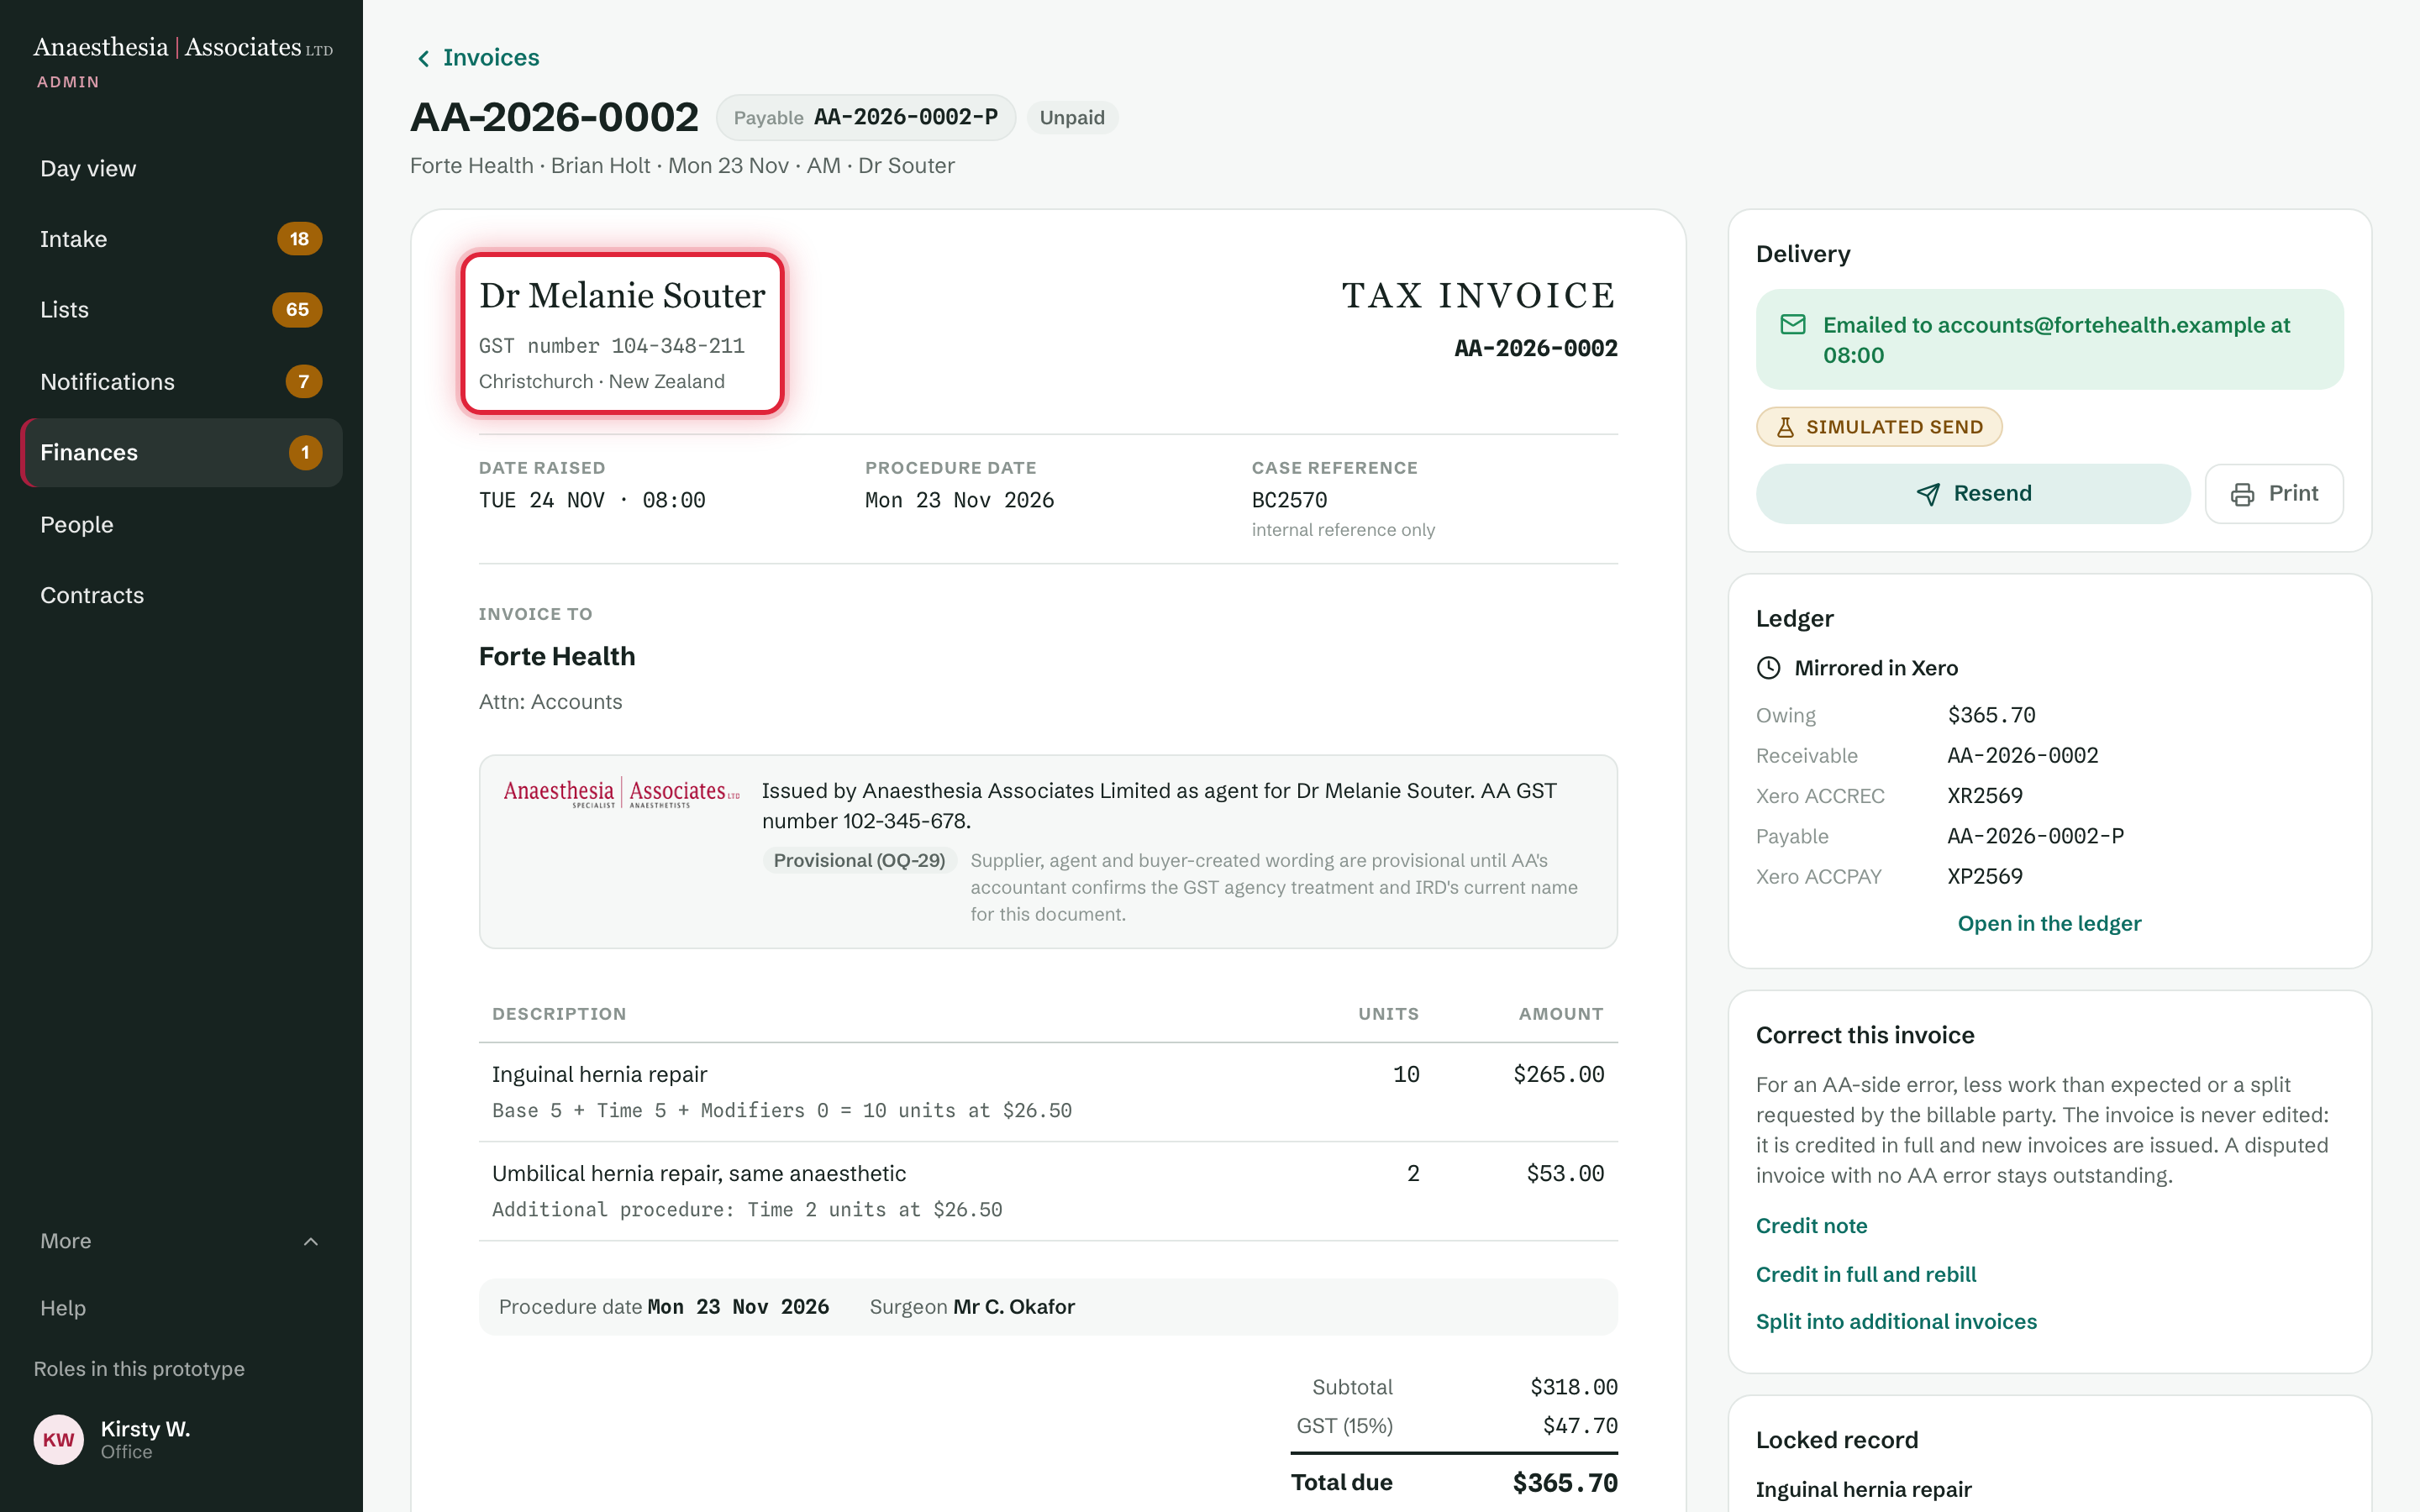 Anaesthesia | Associates LTD
ADMIN
Day view
Intake 18
Lists 65
Notifications 7
Finances 1
People
Contracts
More
Help
Roles in this prototype
KW
Kirsty W.
Office
Invoices
AA-2026-0002 Payable AA-2026-0002-P Unpaid
Forte Health · Brian Holt · Mon 23 Nov · AM · Dr Souter
Dr Melanie Souter
GST number 104-348-211
Christchurch · New Zealand
TAX INVOICE
AA-2026-0002
DATE RAISED
TUE 24 NOV · 08:00
PROCEDURE DATE
Mon 23 Nov 2026
CASE REFERENCE
BC2570
internal reference only
INVOICE TO
Forte Health
Attn: Accounts
Anaesthesia | Associates LTD
SPECIALIST ANAESTHETISTS
Issued by Anaesthesia Associates Limited as agent for Dr Melanie Souter. AA GST
number 102-345-678.
Provisional (OQ-29)
Supplier, agent and buyer-created wording are provisional until AA's
accountant confirms the GST agency treatment and IRD's current name
for this document.
DESCRIPTION UNITS AMOUNT
Inguinal hernia repair 10 $265.00
Base 5 + Time 5 + Modifiers 0 = 10 units at $26.50
Umbilical hernia repair, same anaesthetic 2 $53.00
Additional procedure: Time 2 units at $26.50
Procedure date Mon 23 Nov 2026 Surgeon Mr C. Okafor
Subtotal $318.00
GST (15%) $47.70
Total due $365.70
Delivery
Emailed to accounts@fortehealth.example at
08:00
SIMULATED SEND
Resend
Print
Ledger
Mirrored in Xero
Owing $365.70
Receivable AA-2026-0002
Xero ACCREC XR2569
Payable AA-2026-0002-P
Xero ACCPAY XP2569
Open in the ledger
Correct this invoice
For an AA-side error, less work than expected or a split
requested by the billable party. The invoice is never edited:
it is credited in full and new invoices are issued. A disputed
invoice with no AA error stays outstanding.
Credit note
Credit in full and rebill
Split into additional invoices
Locked record
Inguinal hernia repair